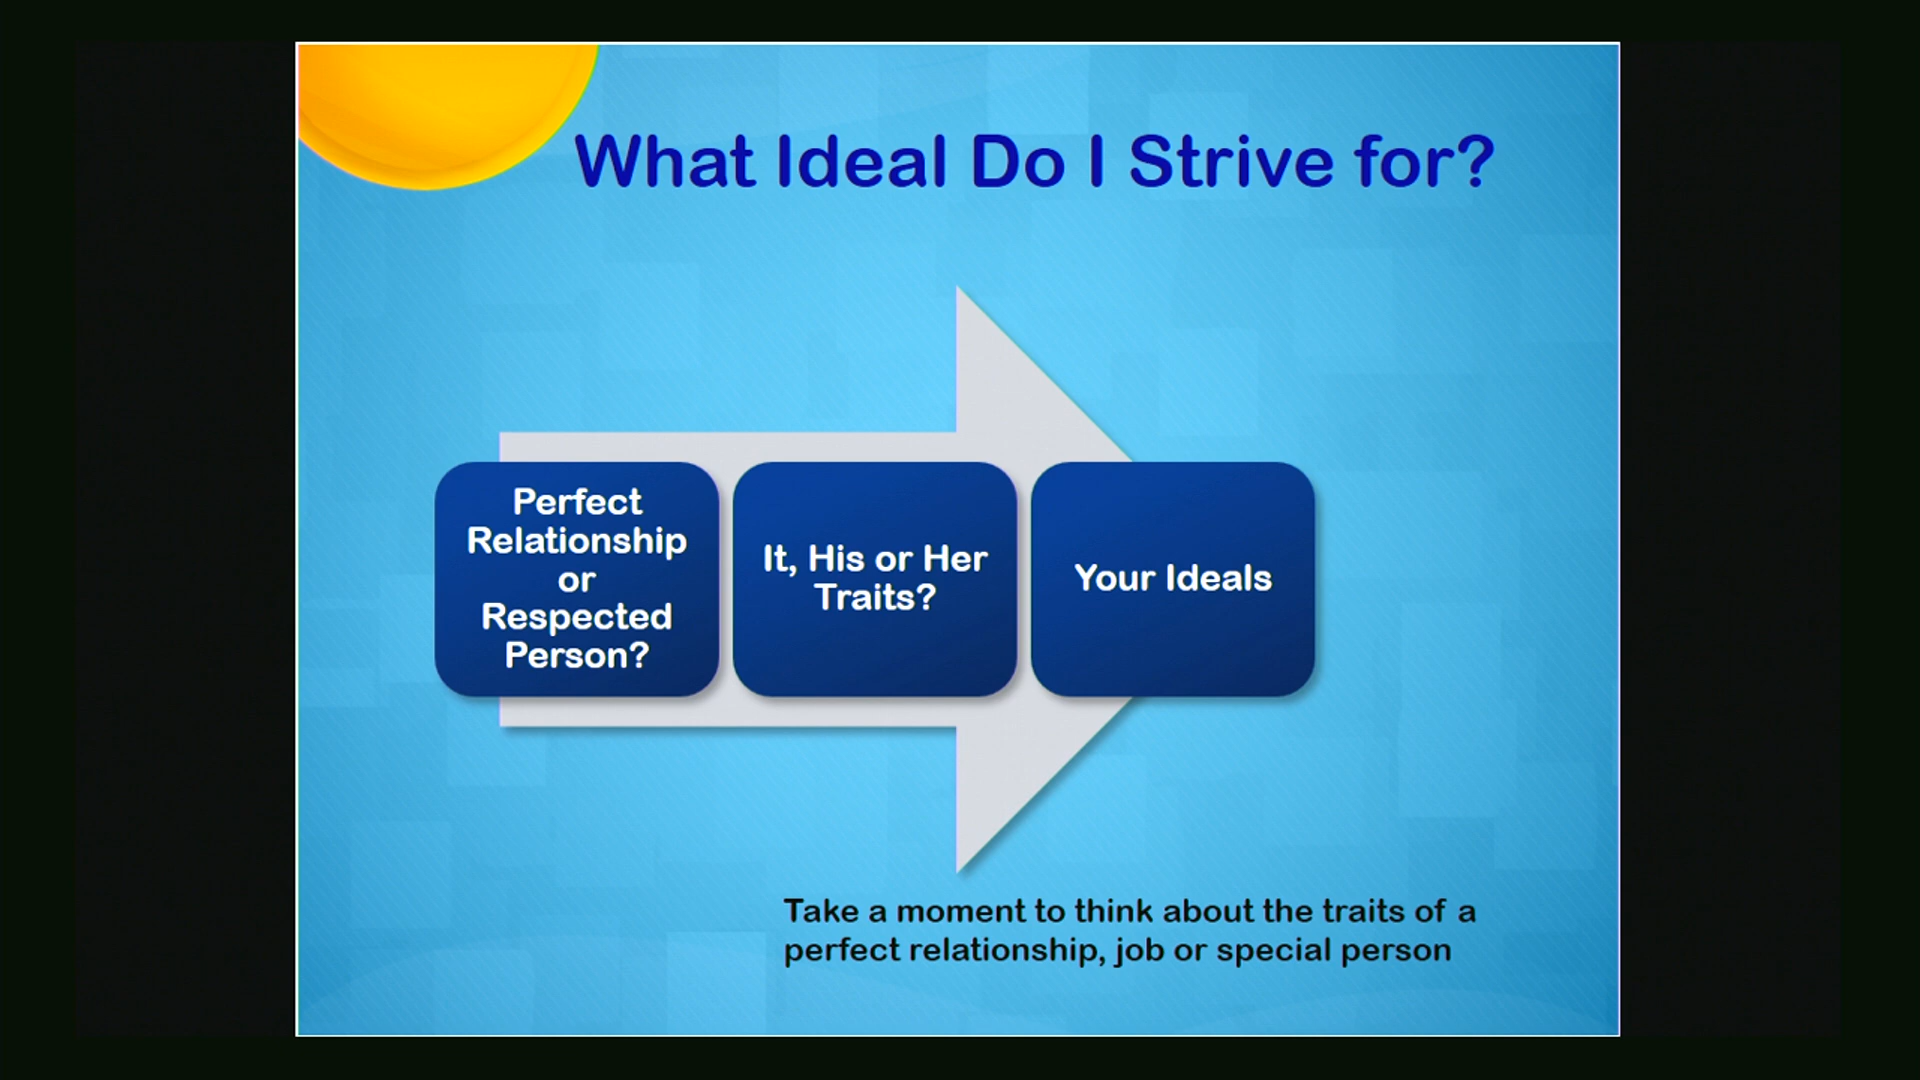 What Ideal Do I Strive for?
Perfect
Relationship
or
Respected
Person?
It, His or Her
Traits?
Your Ideals
Take a moment to think about the traits of a
perfect relationship, job or special person